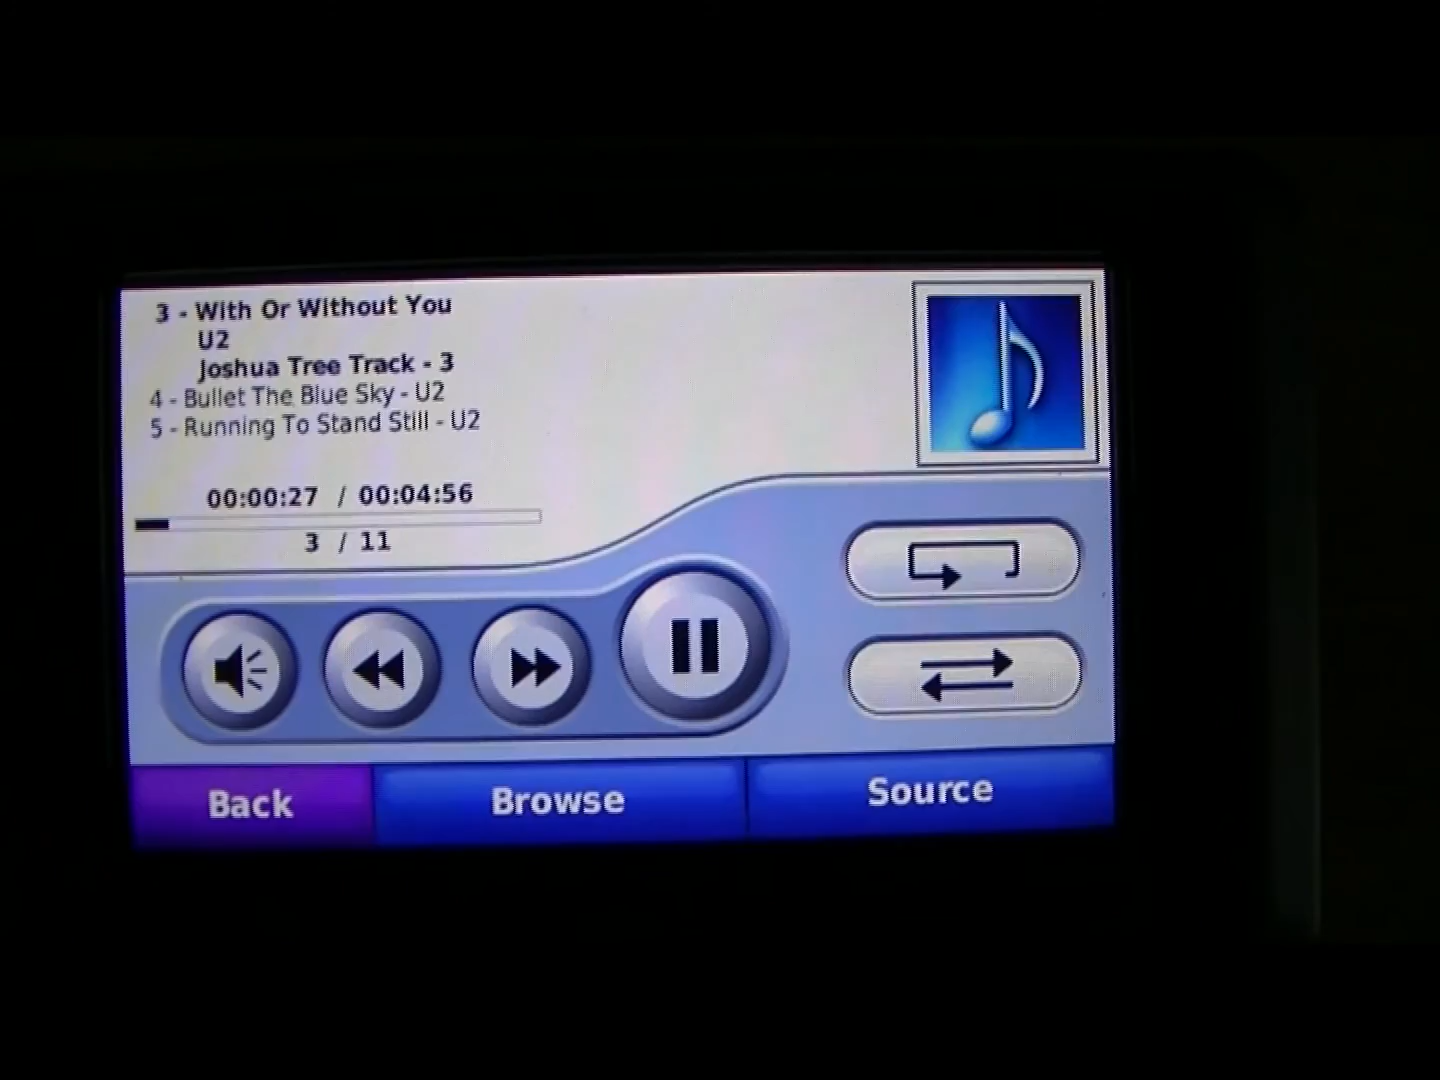 3 - With Or Without You
U2
Joshua Tree Track - 3
4 - Bullet The Blue Sky - U2
5 - Running To Stand Still - U2
00:00:27 / 00:04:56
3 / 11
Back Browse Source